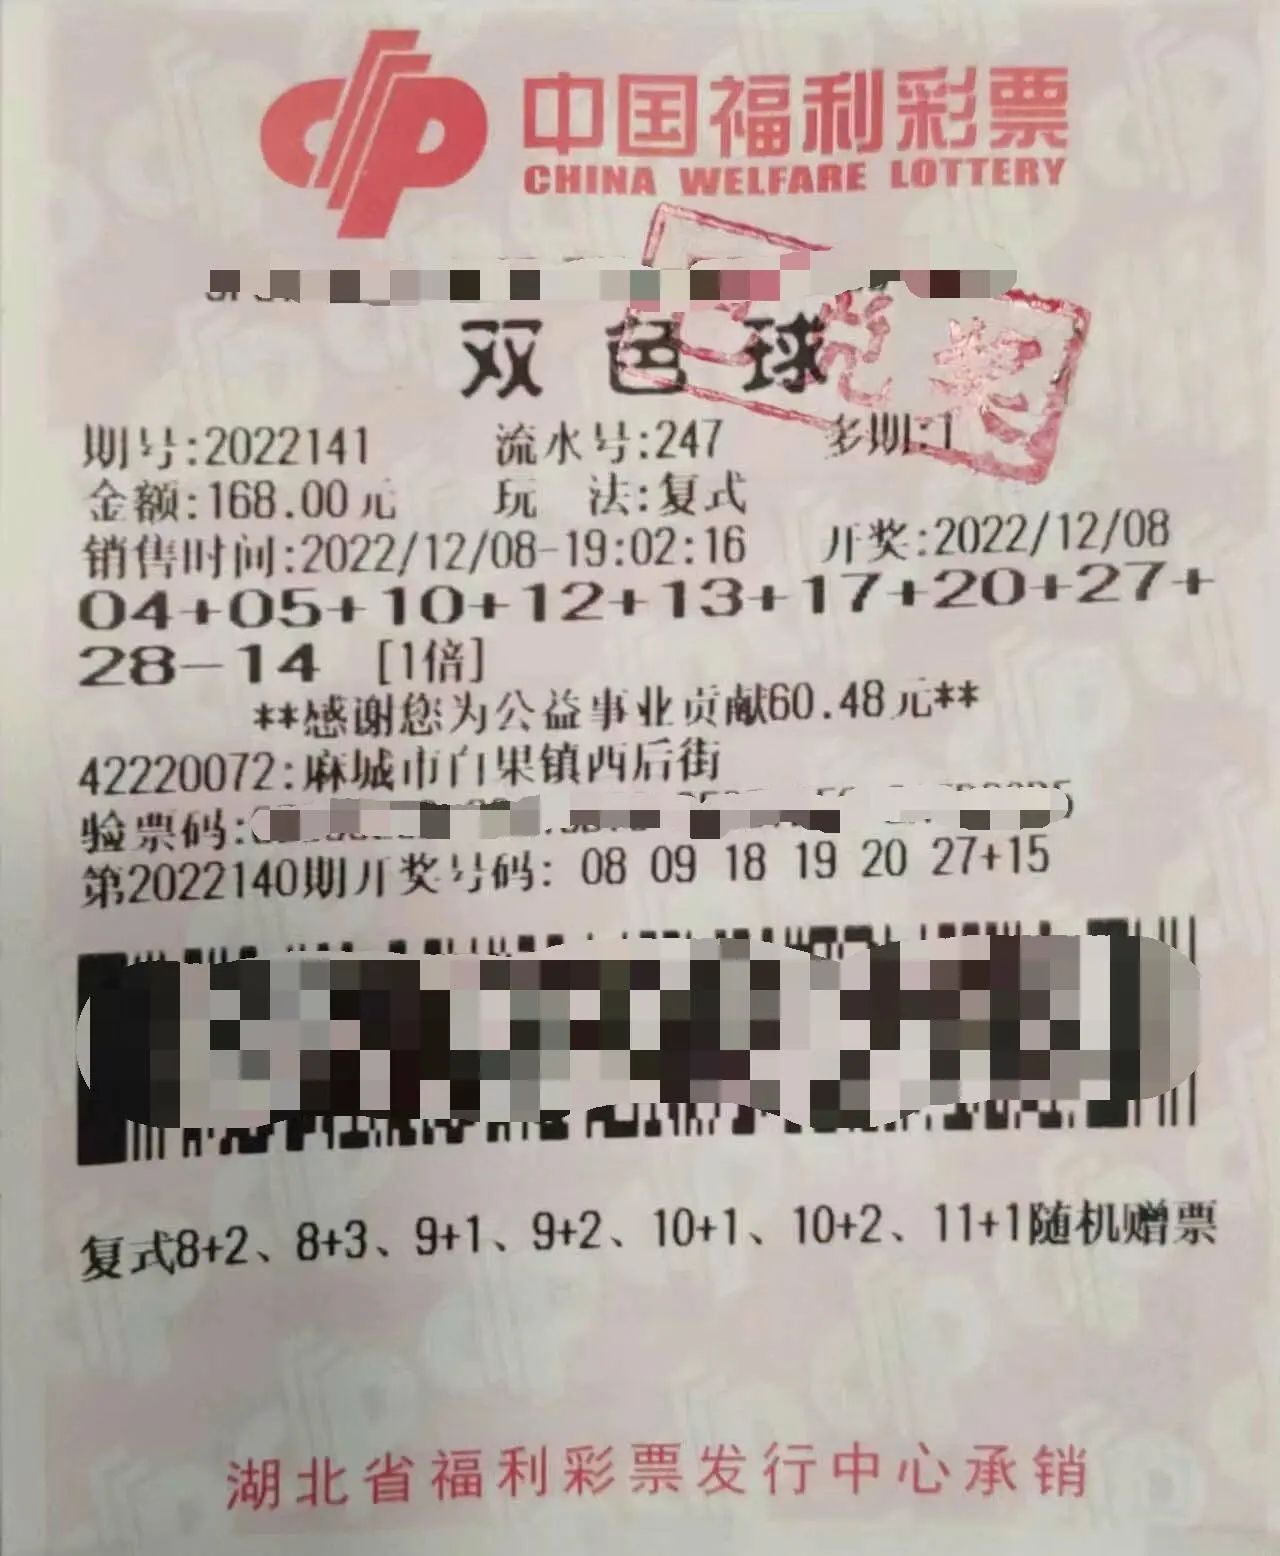 中国福利彩票
CHINA WELFARE LOTTERY
已兑奖
双色球
期号:2022141 流水号:247 多期:1
金额:168.00元 玩 法:复式
销售时间:2022/12/08-19:02:16 开奖:2022/12/08
04+05+10+12+13+17+20+27+
28-14 [1倍]
**感谢您为公益事业贡献60.48元**
42220072:麻城市白果镇西后街
验票码:
第2022140期开奖号码: 08 09 18 19 20 27+15
复式8+2、8+3、9+1、9+2、10+1、10+2、11+1随机赠票
湖北省福利彩票发行中心承销